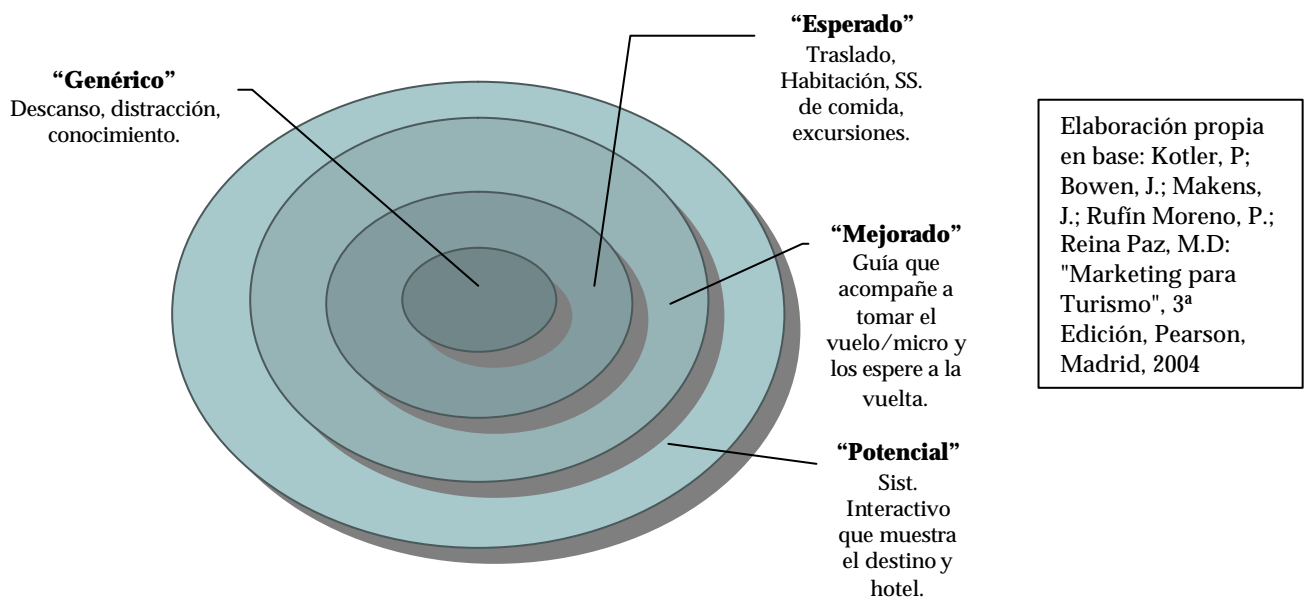 “Genérico”
Descanso, distracción,
conocimiento.
“Esperado”
Traslado,
Habitación, SS.
de comida,
excursiones.
“Mejorado”
Guía que
acompañe a
tomar el
vuelo/micro y
los espere a la
vuelta.
“Potencial”
Sist.
Interactivo
que muestra
el destino y
hotel.
Elaboración propia
en base: Kotler, P;
Bowen, J.; Makens,
J.; Rufín Moreno, P.;
Reina Paz, M.D:
"Marketing para
Turismo", 3ª
Edición, Pearson,
Madrid, 2004